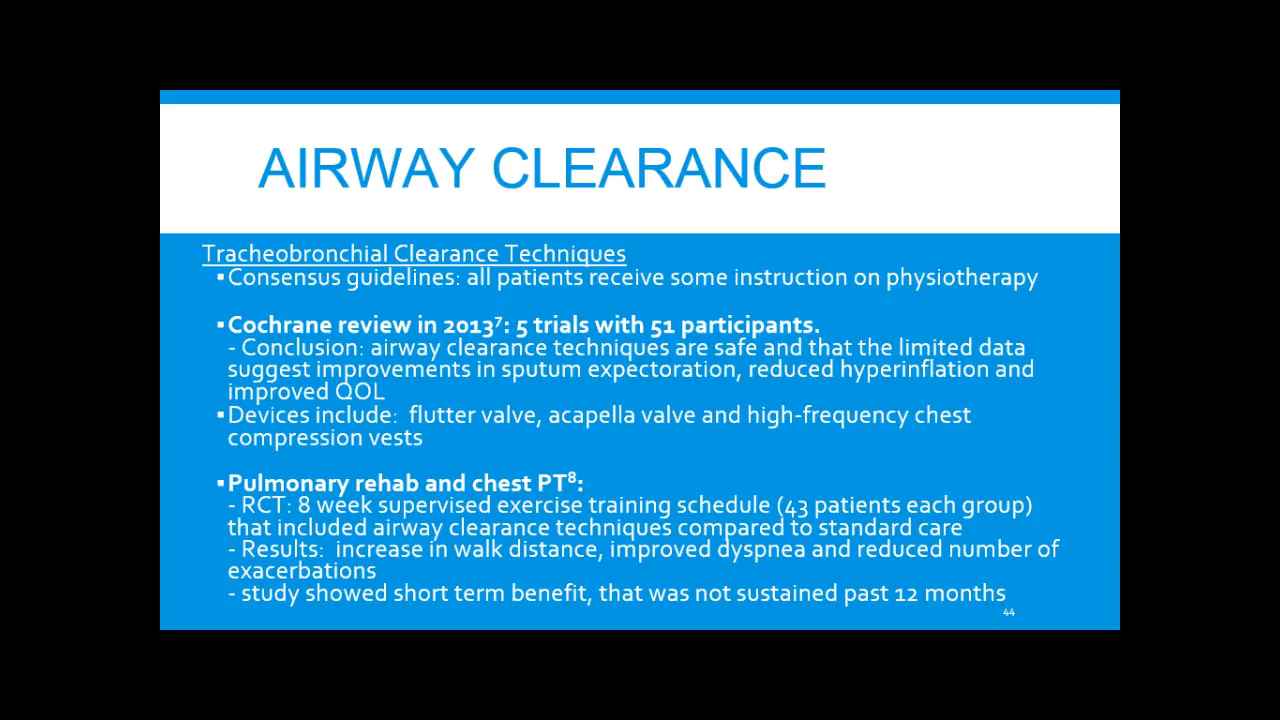 AIRWAY CLEARANCE
Tracheobronchial Clearance Techniques
▪Consensus guidelines: all patients receive some instruction on physiotherapy
▪Cochrane review in 2013⁷: 5 trials with 51 participants.
- Conclusion: airway clearance techniques are safe and that the limited data
suggest improvements in sputum expectoration, reduced hyperinflation and
improved QOL
▪Devices include:  flutter valve, acapella valve and high-frequency chest
compression vests
▪Pulmonary rehab and chest PT⁸:
- RCT: 8 week supervised exercise training schedule (43 patients each group)
that included airway clearance techniques compared to standard care
- Results:  increase in walk distance, improved dyspnea and reduced number of
exacerbations
- study showed short term benefit, that was not sustained past 12 months
44